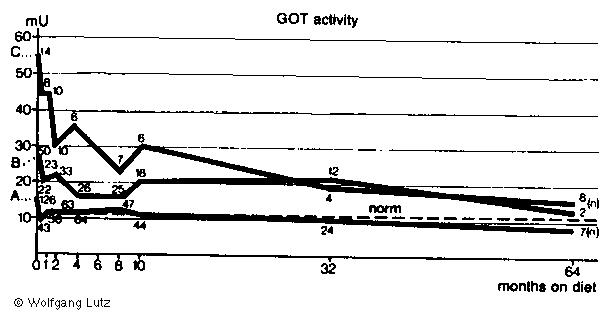 GOT activity
mU
60
C... 14
50
8 10
40
6
30 10 7 6
B... 50 23 33
20 22 26 25 16 12
4 8 (n)
A... 126 63 47 norm 2
10 43 64 44 24 7(n)
0 1 2 4 6 8 10 32 64
months on diet
© Wolfgang Lutz